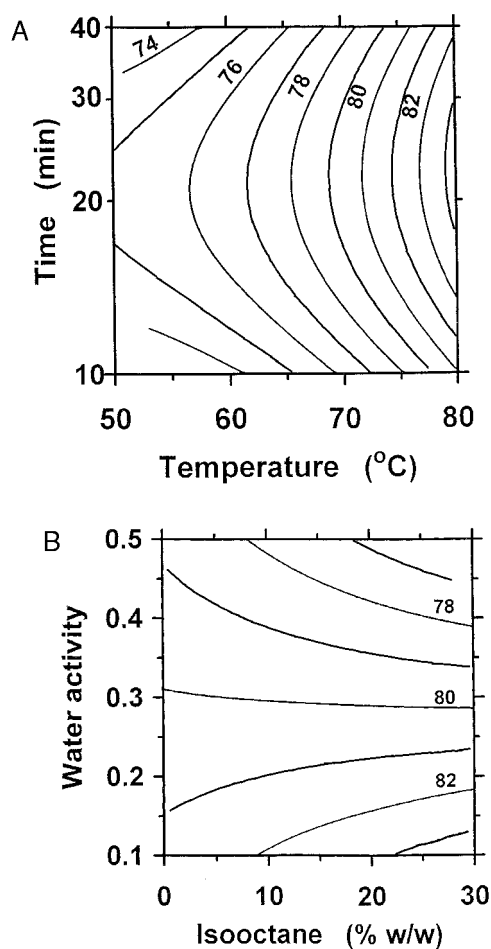 A
40
30
20
10
Time (min)
74
76
78
80
82
50 60 70 80
Temperature (°C)
B
0.5
0.4
0.3
0.2
0.1
Water activity
78
80
82
0 10 20 30
Isooctane (% w/w)